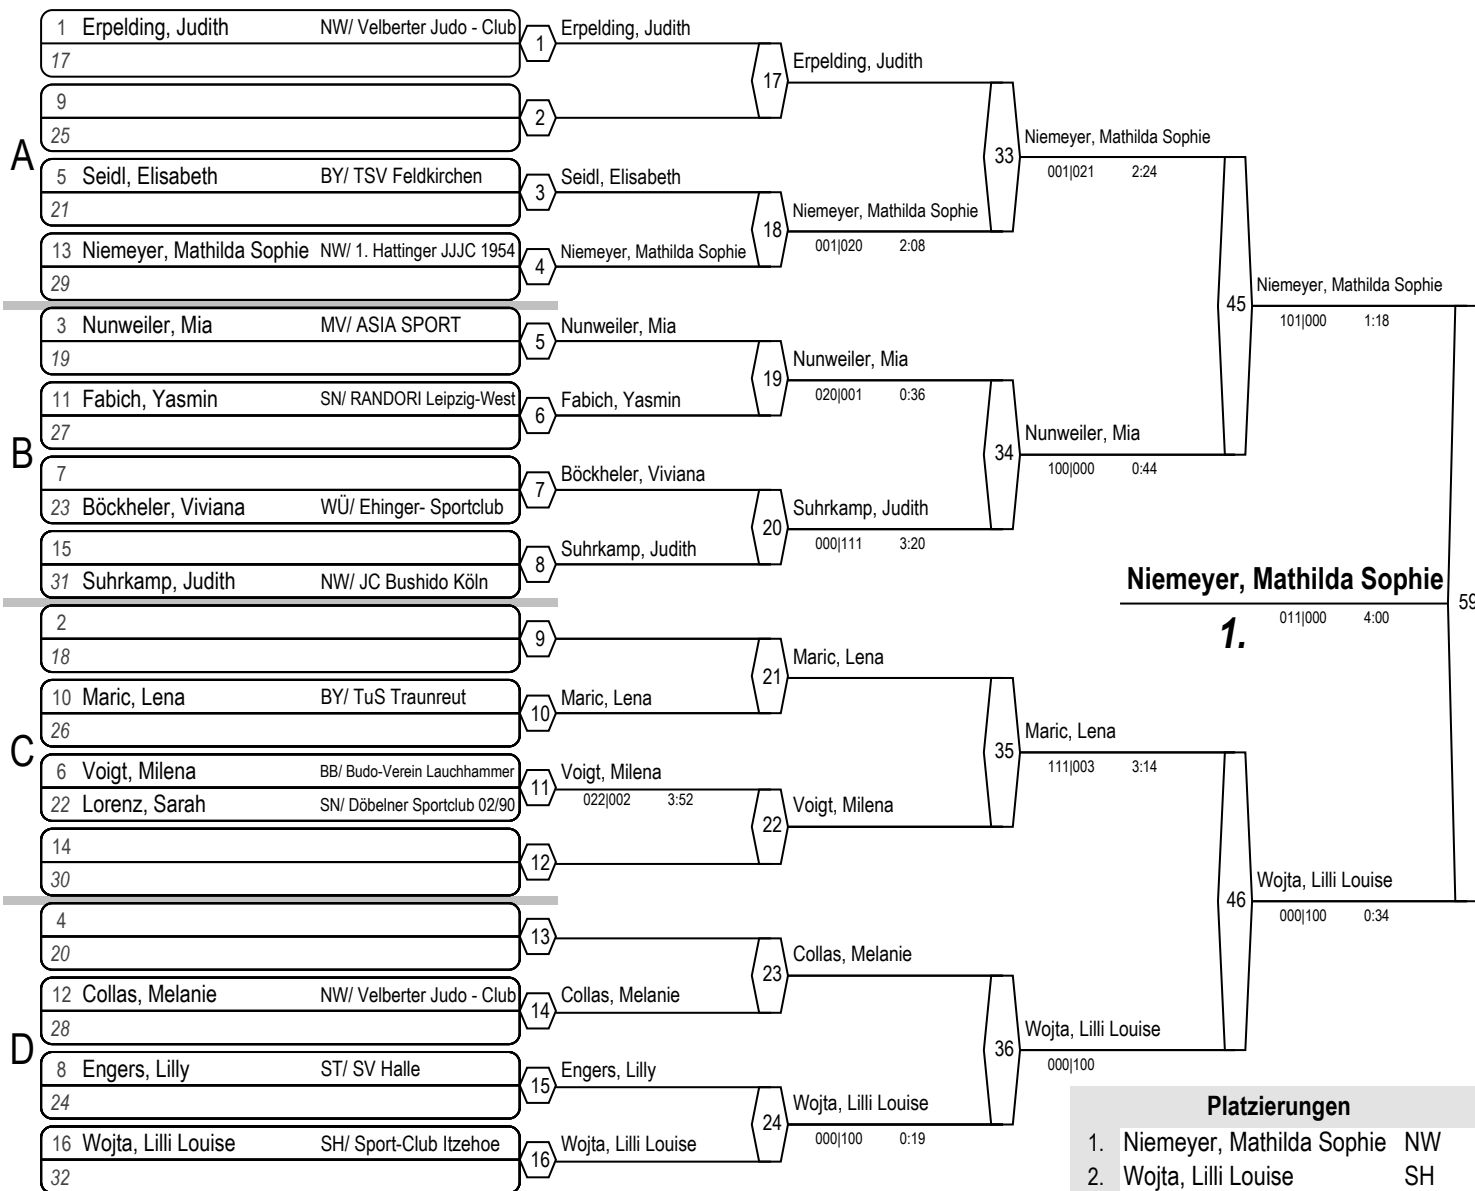 1 Erpelding, Judith NW/ Velberter Judo - Club
17
1 Erpelding, Judith
9
25
2
17 Erpelding, Judith
A
5 Seidl, Elisabeth BY/ TSV Feldkirchen
21
3 Seidl, Elisabeth
13 Niemeyer, Mathilda Sophie NW/ 1. Hattinger JJJC 1954
29
4 Niemeyer, Mathilda Sophie
18 Niemeyer, Mathilda Sophie
001|020 2:08
33 Niemeyer, Mathilda Sophie
001|021 2:24
3 Nunweiler, Mia MV/ ASIA SPORT
19
5 Nunweiler, Mia
11 Fabich, Yasmin SN/ RANDORI Leipzig-West
27
6 Fabich, Yasmin
19 Nunweiler, Mia
020|001 0:36
B
7
23 Böckheler, Viviana WÜ/ Ehinger- Sportclub
7 Böckheler, Viviana
15
31 Suhrkamp, Judith NW/ JC Bushido Köln
8 Suhrkamp, Judith
20 Suhrkamp, Judith
000|111 3:20
34 Nunweiler, Mia
100|000 0:44
45 Niemeyer, Mathilda Sophie
101|000 1:18
Niemeyer, Mathilda Sophie
1. 011|000 4:00
59
2
18
9
10 Maric, Lena BY/ TuS Traunreut
26
10 Maric, Lena
21 Maric, Lena
C
6 Voigt, Milena BB/ Budo-Verein Lauchhammer
22 Lorenz, Sarah SN/ Döbelner Sportclub 02/90
11 Voigt, Milena
022|002 3:52
14
30
12
22 Voigt, Milena
35 Maric, Lena
111|003 3:14
4
20
13
12 Collas, Melanie NW/ Velberter Judo - Club
28
14 Collas, Melanie
23 Collas, Melanie
D
8 Engers, Lilly ST/ SV Halle
24
15 Engers, Lilly
16 Wojta, Lilli Louise SH/ Sport-Club Itzehoe
32
16 Wojta, Lilli Louise
24 Wojta, Lilli Louise
000|100 0:19
36 Wojta, Lilli Louise
000|100
46 Wojta, Lilli Louise
000|100 0:34
Platzierungen
1. Niemeyer, Mathilda Sophie NW
2. Wojta, Lilli Louise SH